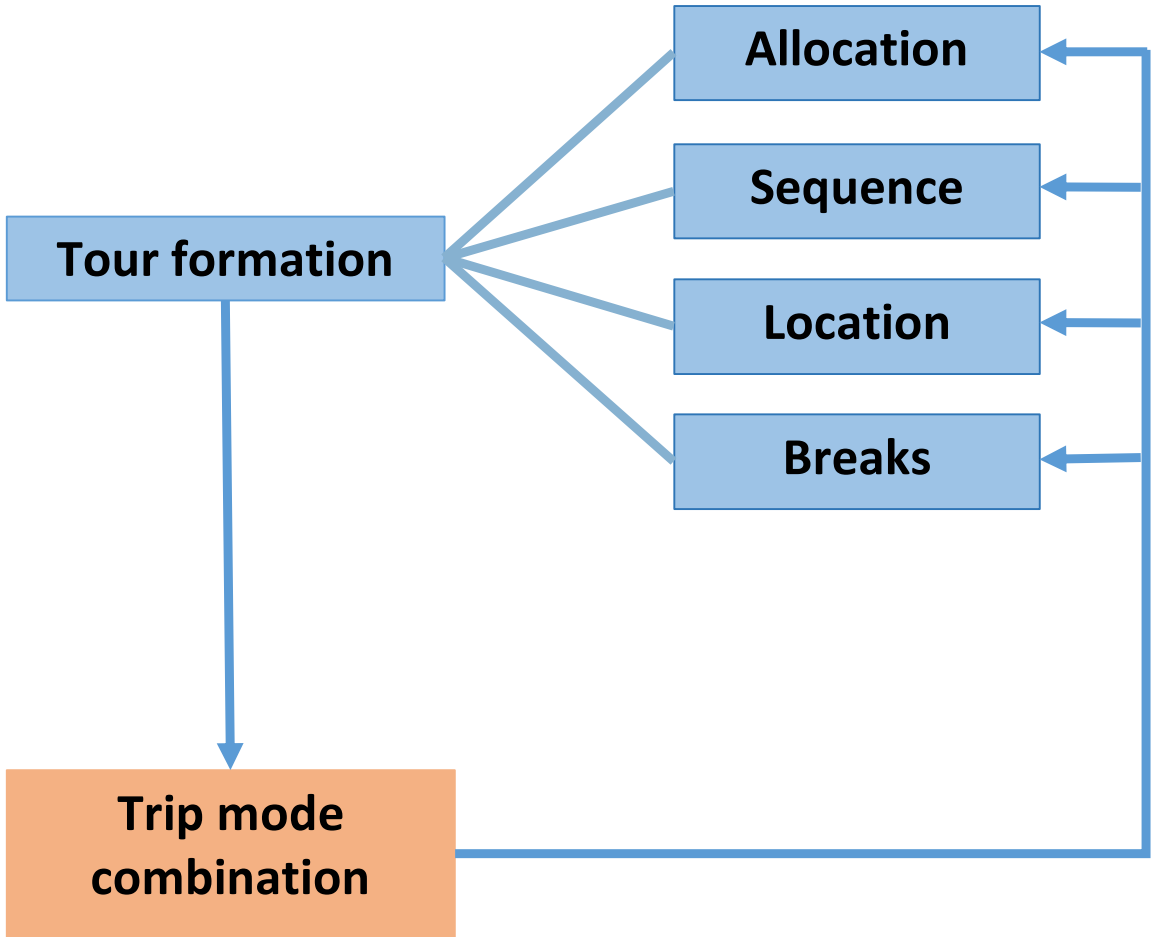 Allocation
Sequence
Tour formation
Location
Breaks
Trip mode
combination